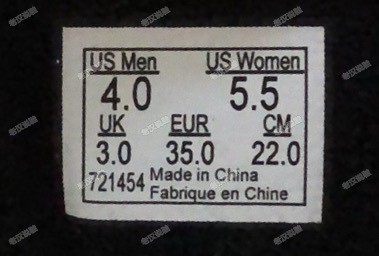 US Men US Women
4.0 5.5
UK EUR CM
3.0 35.0 22.0
721454 Made in China
Fabrique en Chine